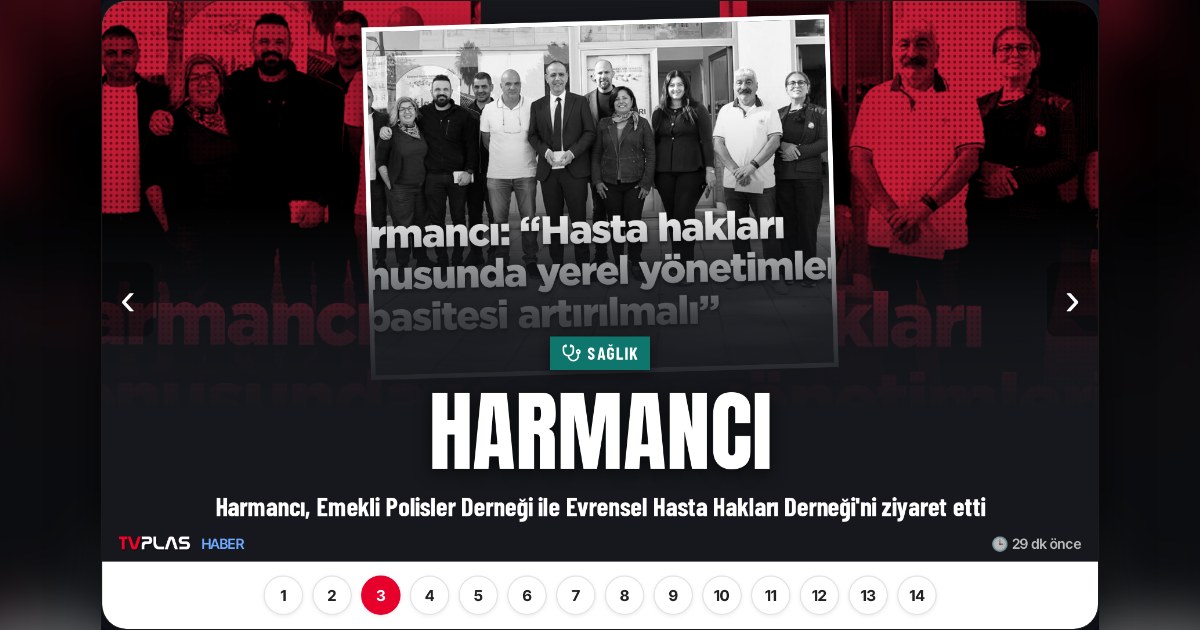 rmancı: “Hasta hakları
nusunda yerel yönetimler
pasitesi artırılmalı”
SAĞLIK
HARMANCI
Harmancı, Emekli Polisler Derneği ile Evrensel Hasta Hakları Derneği'ni ziyaret etti
TVPLAS HABER
29 dk önce
1 2 3 4 5 6 7 8 9 10 11 12 13 14